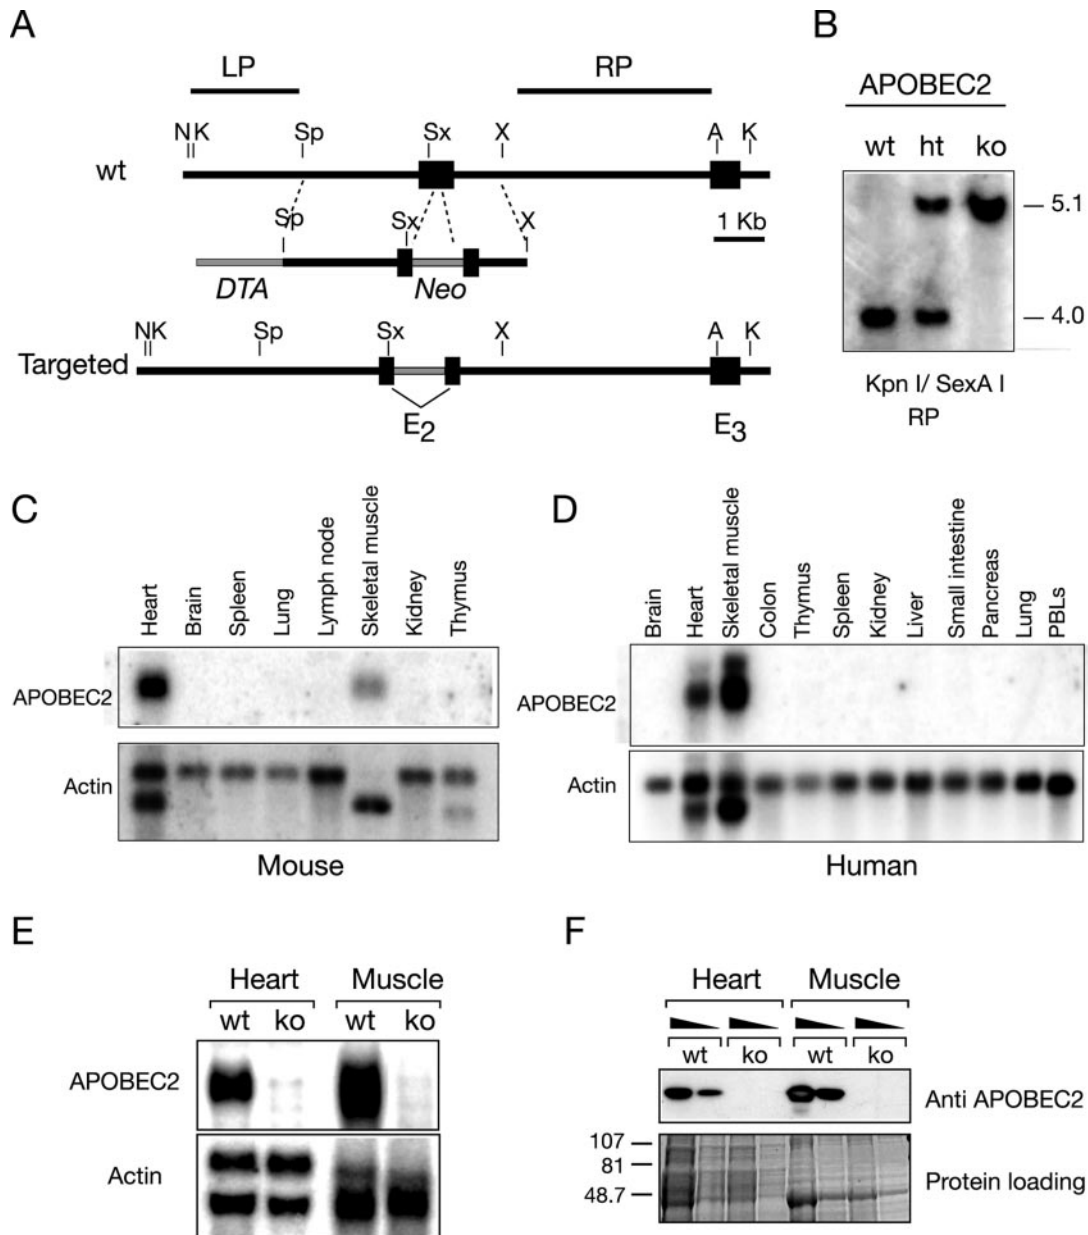 A
LP RP
N K Sp Sx X A K
wt
Sp Sx X 1 Kb
DTA Neo
NK Sp Sx X A K
Targeted
E2 E3
B
APOBEC2
wt ht ko
5.1
4.0
Kpn I/ SexA I
RP
C
Heart Brain Spleen Lung Lymph node Skeletal muscle Kidney Thymus
APOBEC2
Actin
Mouse
D
Brain Heart Skeletal muscle Colon Thymus Spleen Kidney Liver Small intestine Pancreas Lung PBLs
APOBEC2
Actin
Human
E
Heart Muscle
wt ko wt ko
APOBEC2
Actin
F
Heart Muscle
wt ko wt ko
Anti APOBEC2
107
81
48.7
Protein loading